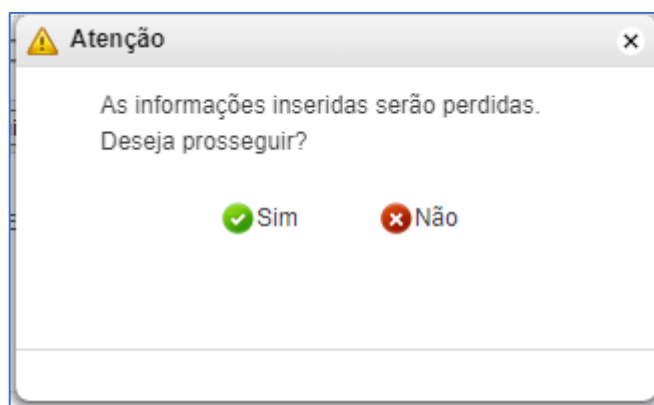 Atenção
As informações inseridas serão perdidas.
Deseja prosseguir?
Sim Não